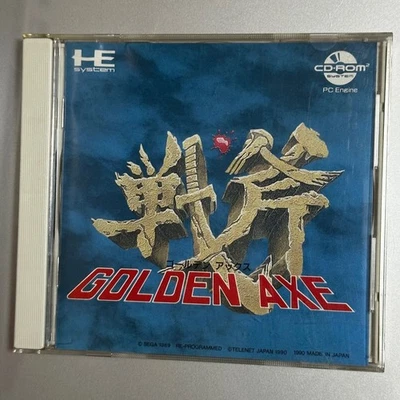 HE
system
CD-ROM²
SYSTEM
PC Engine
戦斧
ゴールデンアックス
GOLDEN AXE
© SEGA 1989 RE-PROGRAMMED ©TELENET JAPAN 1990 1990 MADE IN JAPAN